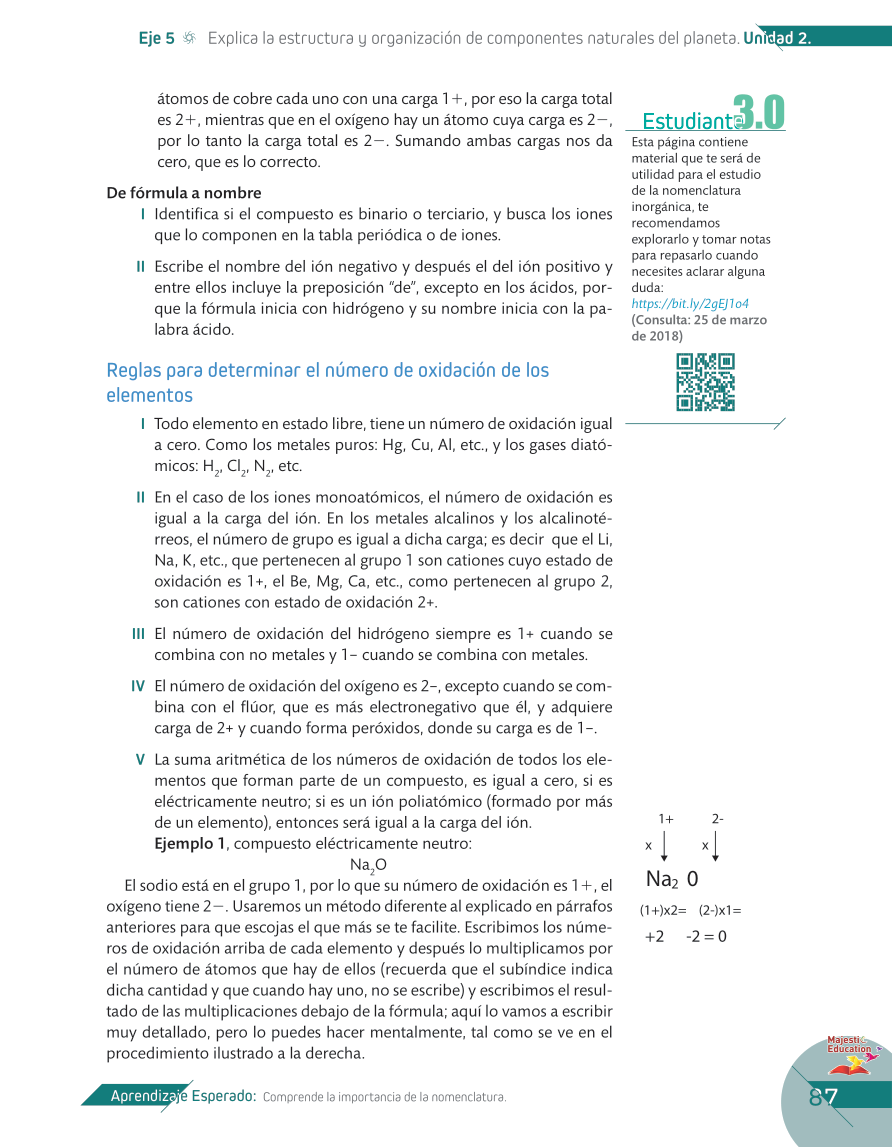 Eje 5 Explica la estructura y organización de componentes naturales del planeta. Unidad 2.
átomos de cobre cada uno con una carga 1+, por eso la carga total
es 2+, mientras que en el oxígeno hay un átomo cuya carga es 2−,
por lo tanto la carga total es 2−. Sumando ambas cargas nos da
cero, que es lo correcto.
De fórmula a nombre
I Identifica si el compuesto es binario o terciario, y busca los iones
que lo componen en la tabla periódica o de iones.
II Escribe el nombre del ión negativo y después el del ión positivo y
entre ellos incluye la preposición “de”, excepto en los ácidos, por-
que la fórmula inicia con hidrógeno y su nombre inicia con la pa-
labra ácido.
Reglas para determinar el número de oxidación de los
elementos
I Todo elemento en estado libre, tiene un número de oxidación igual
a cero. Como los metales puros: Hg, Cu, Al, etc., y los gases diató-
micos: H₂, Cl₂, N₂, etc.
II En el caso de los iones monoatómicos, el número de oxidación es
igual a la carga del ión. En los metales alcalinos y los alcalinoté-
rreos, el número de grupo es igual a dicha carga; es decir que el Li,
Na, K, etc., que pertenecen al grupo 1 son cationes cuyo estado de
oxidación es 1+, el Be, Mg, Ca, etc., como pertenecen al grupo 2,
son cationes con estado de oxidación 2+.
III El número de oxidación del hidrógeno siempre es 1+ cuando se
combina con no metales y 1– cuando se combina con metales.
IV El número de oxidación del oxígeno es 2–, excepto cuando se com-
bina con el flúor, que es más electronegativo que él, y adquiere
carga de 2+ y cuando forma peróxidos, donde su carga es de 1–.
V La suma aritmética de los números de oxidación de todos los ele-
mentos que forman parte de un compuesto, es igual a cero, si es
eléctricamente neutro; si es un ión poliatómico (formado por más
de un elemento), entonces será igual a la carga del ión.
Ejemplo 1, compuesto eléctricamente neutro:
Na₂O
El sodio está en el grupo 1, por lo que su número de oxidación es 1+, el
oxígeno tiene 2−. Usaremos un método diferente al explicado en párrafos
anteriores para que escojas el que más se te facilite. Escribimos los núme-
ros de oxidación arriba de cada elemento y después lo multiplicamos por
el número de átomos que hay de ellos (recuerda que el subíndice indica
dicha cantidad y que cuando hay uno, no se escribe) y escribimos el resul-
tado de las multiplicaciones debajo de la fórmula; aquí lo vamos a escribir
muy detallado, pero lo puedes hacer mentalmente, tal como se ve en el
procedimiento ilustrado a la derecha.
Estudiant@ 3.0
Esta página contiene
material que te será de
utilidad para el estudio
de la nomenclatura
inorgánica, te
recomendamos
explorarlo y tomar notas
para repasarlo cuando
necesites aclarar alguna
duda:
https://bit.ly/2gEJ1o4
(Consulta: 25 de marzo
de 2018)
1+ 2-
x x
Na₂ 0
(1+)x2= (2-)x1=
+2 -2 = 0
Majestic
Education
Aprendizaje Esperado: Comprende la importancia de la nomenclatura.
87